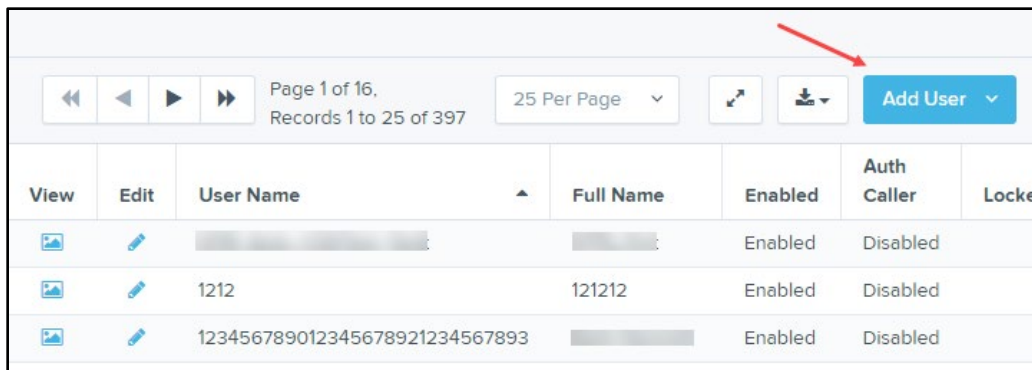 Page 1 of 16,
Records 1 to 25 of 397
25 Per Page
Add User
View Edit User Name Full Name Enabled Auth Caller Locke
Enabled Disabled
1212 121212 Enabled Disabled
123456789012345678921234567893 Enabled Disabled